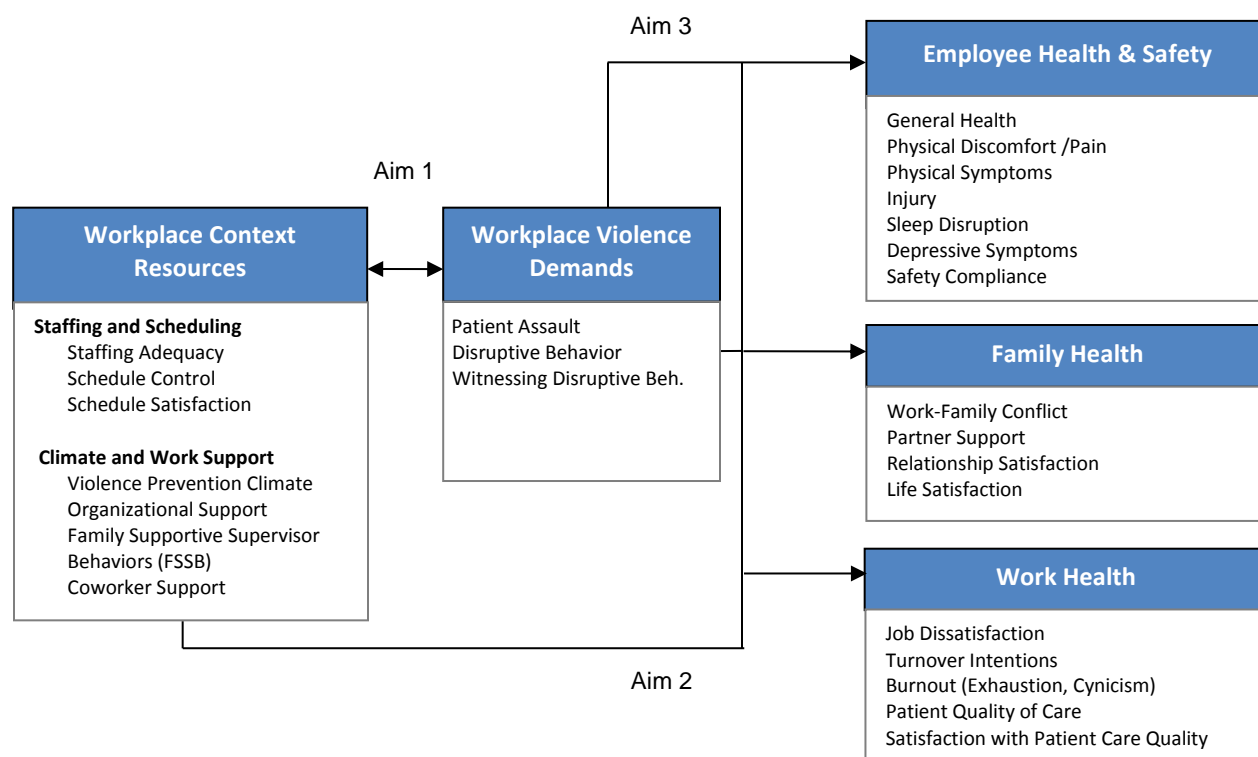 Aim 3
Employee Health & Safety
General Health
Physical Discomfort /Pain
Physical Symptoms
Injury
Sleep Disruption
Depressive Symptoms
Safety Compliance
Aim 1
Workplace Context
Resources
Staffing and Scheduling
Staffing Adequacy
Schedule Control
Schedule Satisfaction
Climate and Work Support
Violence Prevention Climate
Organizational Support
Family Supportive Supervisor
Behaviors (FSSB)
Coworker Support
Workplace Violence
Demands
Patient Assault
Disruptive Behavior
Witnessing Disruptive Beh.
Family Health
Work-Family Conflict
Partner Support
Relationship Satisfaction
Life Satisfaction
Aim 2
Work Health
Job Dissatisfaction
Turnover Intentions
Burnout (Exhaustion, Cynicism)
Patient Quality of Care
Satisfaction with Patient Care Quality